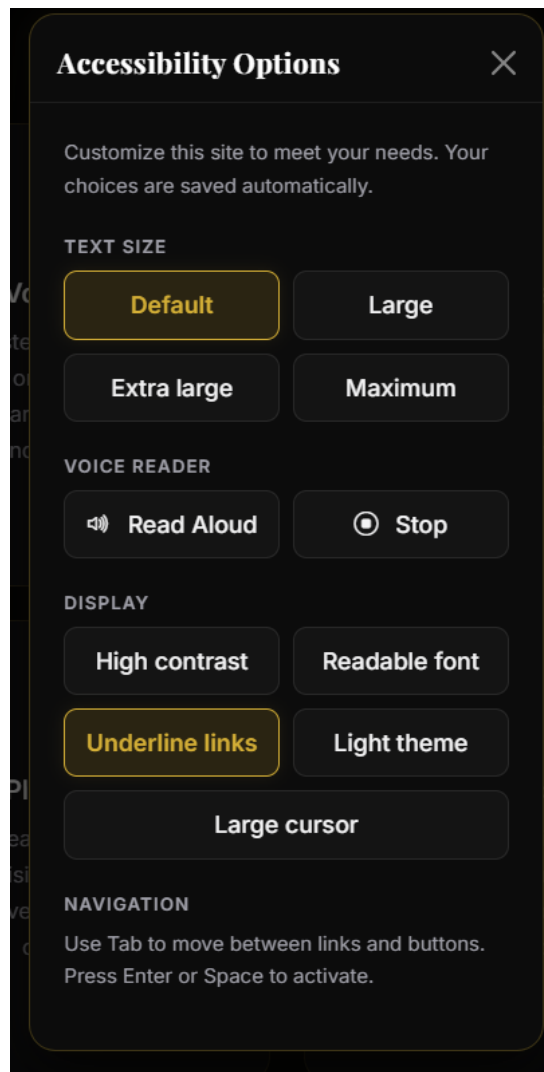 Accessibility Options
Customize this site to meet your needs. Your
choices are saved automatically.
TEXT SIZE
Default
Large
Extra large
Maximum
VOICE READER
Read Aloud
Stop
DISPLAY
High contrast
Readable font
Underline links
Light theme
Large cursor
NAVIGATION
Use Tab to move between links and buttons.
Press Enter or Space to activate.